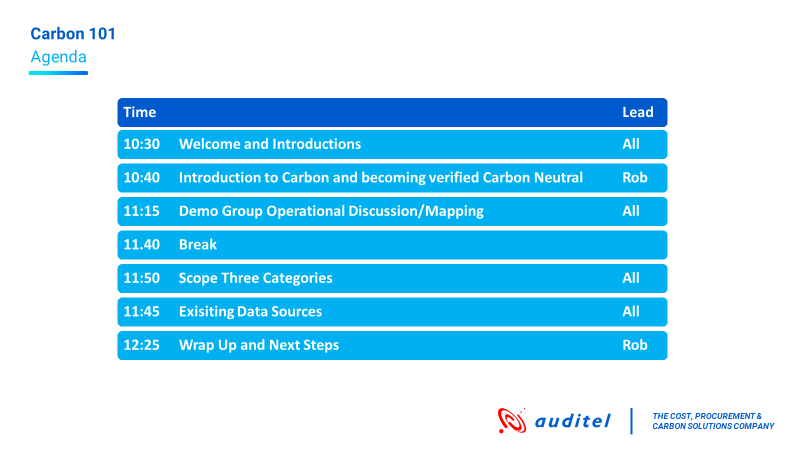 Carbon 101
Agenda
Time Lead
10:30 Welcome and Introductions All
10:40 Introduction to Carbon and becoming verified Carbon Neutral Rob
11:15 Demo Group Operational Discussion/Mapping All
11.40 Break
11:50 Scope Three Categories All
11:45 Exisiting Data Sources All
12:25 Wrap Up and Next Steps Rob
auditel
THE COST, PROCUREMENT &
CARBON SOLUTIONS COMPANY